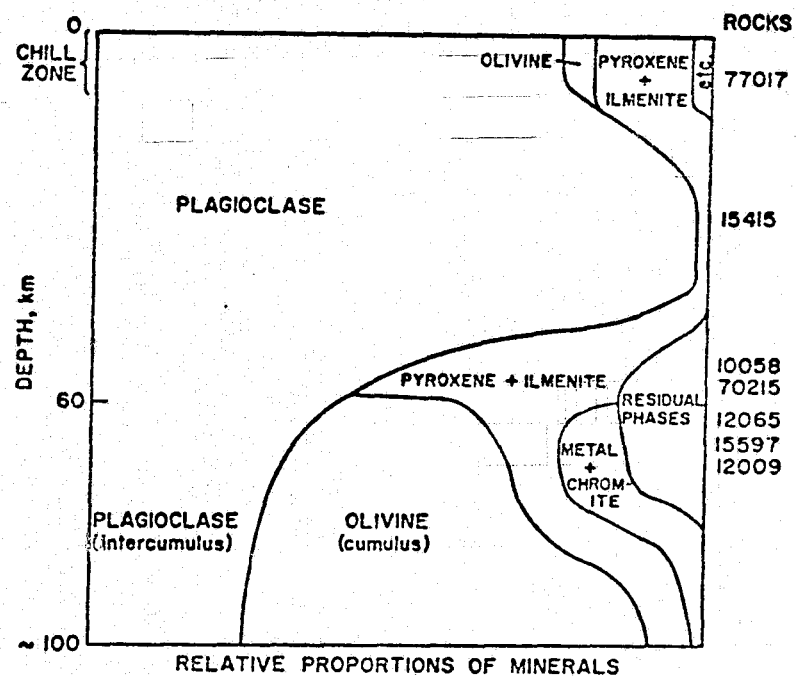 0
CHILL
ZONE
OLIVINE
PYROXENE
+
ILMENITE
etc.
ROCKS
77017
PLAGIOCLASE
15415
DEPTH, km
PYROXENE + ILMENITE
10058
70215
60
RESIDUAL
PHASES
12065
15597
12009
METAL
+
CHROM-
ITE
PLAGIOCLASE
(intercumulus)
OLIVINE
(cumulus)
~ 100
RELATIVE PROPORTIONS OF MINERALS